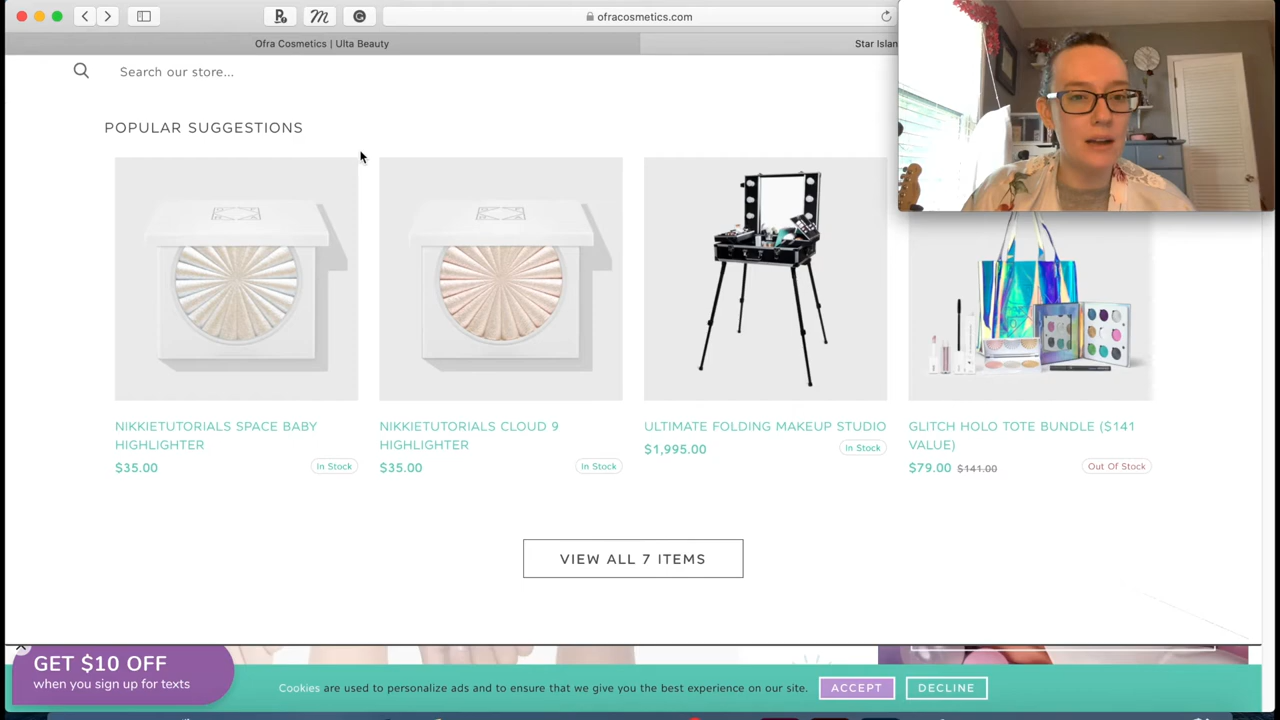 ofracosmetics.com
Ofra Cosmetics | Ulta Beauty
Star Islan
Search our store...
POPULAR SUGGESTIONS
NIKKIETUTORIALS SPACE BABY
HIGHLIGHTER
$35.00
In Stock
NIKKIETUTORIALS CLOUD 9
HIGHLIGHTER
$35.00
In Stock
ULTIMATE FOLDING MAKEUP STUDIO
$1,995.00
In Stock
GLITCH HOLO TOTE BUNDLE ($141
VALUE)
$79.00 $141.00
Out Of Stock
VIEW ALL 7 ITEMS
GET $10 OFF
when you sign up for texts
Cookies are used to personalize ads and to ensure that we give you the best experience on our site.
ACCEPT
DECLINE